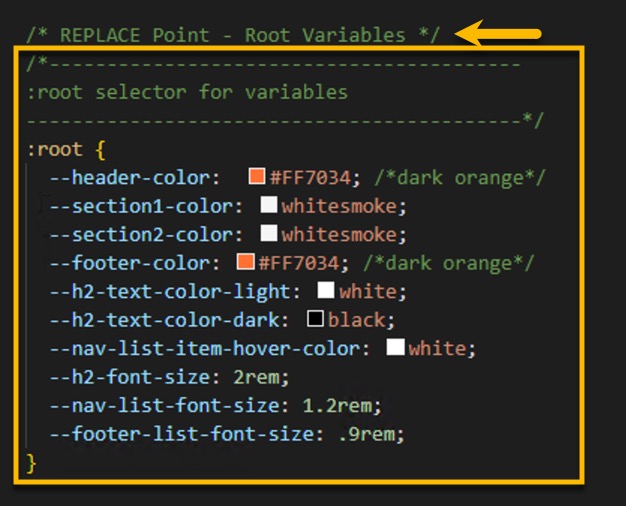 /* REPLACE Point - Root Variables */
/*------------------------------------------
:root selector for variables
--------------------------------------------*/
:root {
--header-color: #FF7034; /*dark orange*/
--section1-color: whitesmoke;
--section2-color: whitesmoke;
--footer-color: #FF7034; /*dark orange*/
--h2-text-color-light: white;
--h2-text-color-dark: black;
--nav-list-item-hover-color: white;
--h2-font-size: 2rem;
--nav-list-font-size: 1.2rem;
--footer-list-font-size: .9rem;
}